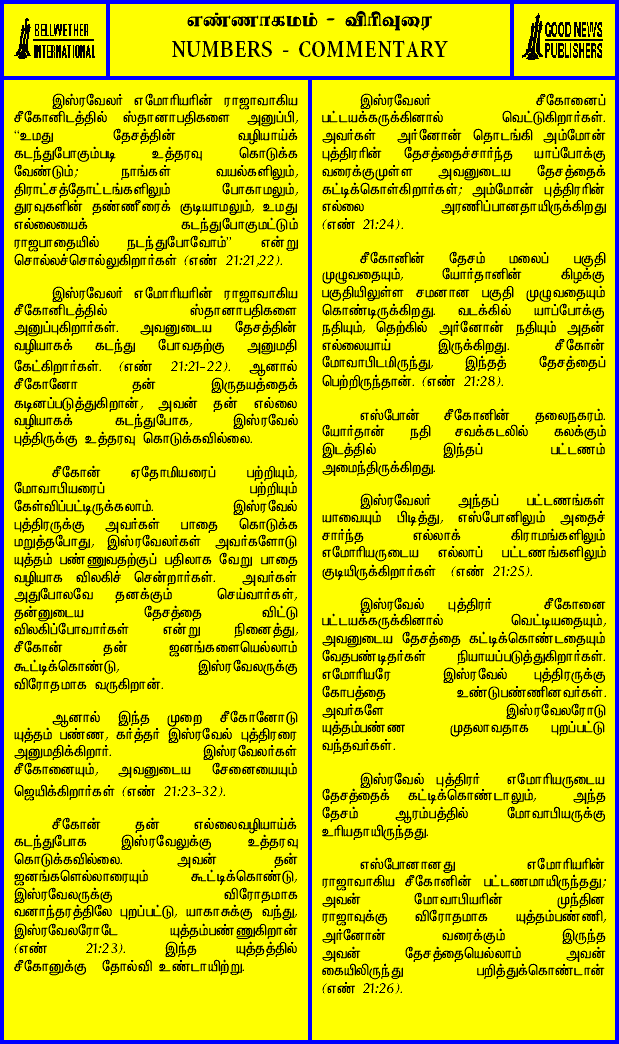 BELLWETHER
INTERNATIONAL
எண்ணாகமம் - விரிவுரை
NUMBERS - COMMENTARY
GOOD NEWS
PUBLISHERS
இஸ்ரவேலர் எமோரியரின் ராஜாவாகிய
சீகோனிடத்தில் ஸ்தானாபதிகளை அனுப்பி,
“உமது தேசத்தின் வழியாய்க்
கடந்துபோகும்படி உத்தரவு கொடுக்க
வேண்டும்; நாங்கள் வயல்களிலும்,
திராட்சத்தோட்டங்களிலும் போகாமலும்,
துரவுகளின் தண்ணீரைக் குடியாமலும், உமது
எல்லையைக் கடந்துபோகுமட்டும்
ராஜபாதையில் நடந்துபோவோம்” என்று
சொல்லச்சொல்லுகிறார்கள் (எண் 21:21,22).
இஸ்ரவேலர் எமோரியரின் ராஜாவாகிய
சீகோனிடத்தில் ஸ்தானாபதிகளை
அனுப்புகிறார்கள். அவனுடைய தேசத்தின்
வழியாகக் கடந்து போவதற்கு அனுமதி
கேட்கிறார்கள். (எண் 21:21-22). ஆனால்
சீகோனோ தன் இருதயத்தைக்
கடினப்படுத்துகிறான், அவன் தன் எல்லை
வழியாகக் கடந்துபோக, இஸ்ரவேல்
புத்திருக்கு உத்தரவு கொடுக்கவில்லை.
சீகோன் ஏதோமியரைப் பற்றியும்,
மோவாபியரைப் பற்றியும்
கேள்விப்பட்டிருக்கலாம். இஸ்ரவேல்
புத்திரருக்கு அவர்கள் பாதை கொடுக்க
மறுத்தபோது, இஸ்ரவேலர்கள் அவர்களோடு
யுத்தம் பண்ணுவதற்குப் பதிலாக வேறு பாதை
வழியாக விலகிச் சென்றார்கள். அவர்கள்
அதுபோலவே தனக்கும் செய்வார்கள்,
தன்னுடைய தேசத்தை விட்டு
விலகிப்போவார்கள் என்று நினைத்து,
சீகோன் தன் ஜனங்களையெல்லாம்
கூட்டிக்கொண்டு, இஸ்ரவேலருக்கு
விரோதமாக வருகிறான்.
ஆனால் இந்த முறை சீகோனோடு
யுத்தம் பண்ண, கர்த்தர் இஸ்ரவேல் புத்திரரை
அனுமதிக்கிறார். இஸ்ரவேலர்கள்
சீகோனையும், அவனுடைய சேனையையும்
ஜெயிக்கிறார்கள் (எண் 21:23-32).
சீகோன் தன் எல்லைவழியாய்க்
கடந்துபோக இஸ்ரவேலுக்கு உத்தரவு
கொடுக்கவில்லை. அவன் தன்
ஜனங்களெல்லாரையும் கூட்டிக்கொண்டு,
இஸ்ரவேலருக்கு விரோதமாக
வனாந்தரத்திலே புறப்பட்டு, யாகாசுக்கு வந்து,
இஸ்ரவேலரோடே யுத்தம்பண்ணுகிறான்
(எண் 21:23). இந்த யுத்தத்தில்
சீகோனுக்கு தோல்வி உண்டாயிற்று.
இஸ்ரவேலர் சீகோனைப்
பட்டயக்கருக்கினால் வெட்டுகிறார்கள்.
அவர்கள் அர்னோன் தொடங்கி அம்மோன்
புத்திரரின் தேசத்தைச்சார்ந்த யாப்போக்கு
வரைக்குமுள்ள அவனுடைய தேசத்தைக்
கட்டிக்கொள்கிறார்கள்; அம்மோன் புத்திரரின்
எல்லை அரணிப்பானதாயிருக்கிறது
(எண் 21:24).
சீகோனின் தேசம் மலைப் பகுதி
முழுவதையும், யோர்தானின் கிழக்கு
பகுதியிலுள்ள சமனான பகுதி முழுவதையும்
கொண்டிருக்கிறது. வடக்கில் யாப்போக்கு
நதியும், தெற்கில் அர்னோன் நதியும் அதன்
எல்லையாய் இருக்கிறது. சீகோன்
மோவாபிடமிருந்து, இந்தத் தேசத்தைப்
பெற்றிருந்தான். (எண் 21:28).
எஸ்போன் சீகோனின் தலைநகரம்.
யோர்தான் நதி சவக்கடலில் கலக்கும்
இடத்தில் இந்தப் பட்டணம்
அமைந்திருக்கிறது.
இஸ்ரவேலர் அந்தப் பட்டணங்கள்
யாவையும் பிடித்து, எஸ்போனிலும் அதைச்
சார்ந்த எல்லாக் கிராமங்களிலும்
எமோரியருடைய எல்லாப் பட்டணங்களிலும்
குடியிருக்கிறார்கள் (எண் 21:25).
இஸ்ரவேல் புத்திரர் சீகோனை
பட்டயக்கருக்கினால் வெட்டியதையும்,
அவனுடைய தேசத்தை கட்டிக்கொண்டதையும்
வேதபண்டிதர்கள் நியாயப்படுத்துகிறார்கள்.
எமோரியரே இஸ்ரவேல் புத்திரருக்கு
கோபத்தை உண்டுபண்ணினவர்கள்.
அவர்களே இஸ்ரவேலரோடு
யுத்தம்பண்ண முதலாவதாக புறப்பட்டு
வந்தவர்கள்.
இஸ்ரவேல் புத்திரர் எமோரியருடைய
தேசத்தைக் கட்டிக்கொண்டாலும், அந்த
தேசம் ஆரம்பத்தில் மோவாபியருக்கு
உரியதாயிருந்தது.
எஸ்போனானது எமோரியரின்
ராஜாவாகிய சீகோனின் பட்டணமாயிருந்தது;
அவன் மோவாபியரின் முந்தின
ராஜாவுக்கு விரோதமாக யுத்தம்பண்ணி,
அர்னோன் வரைக்கும் இருந்த
அவன் தேசத்தையெல்லாம் அவன்
கையிலிருந்து பறித்துக்கொண்டான்
(எண் 21:26).